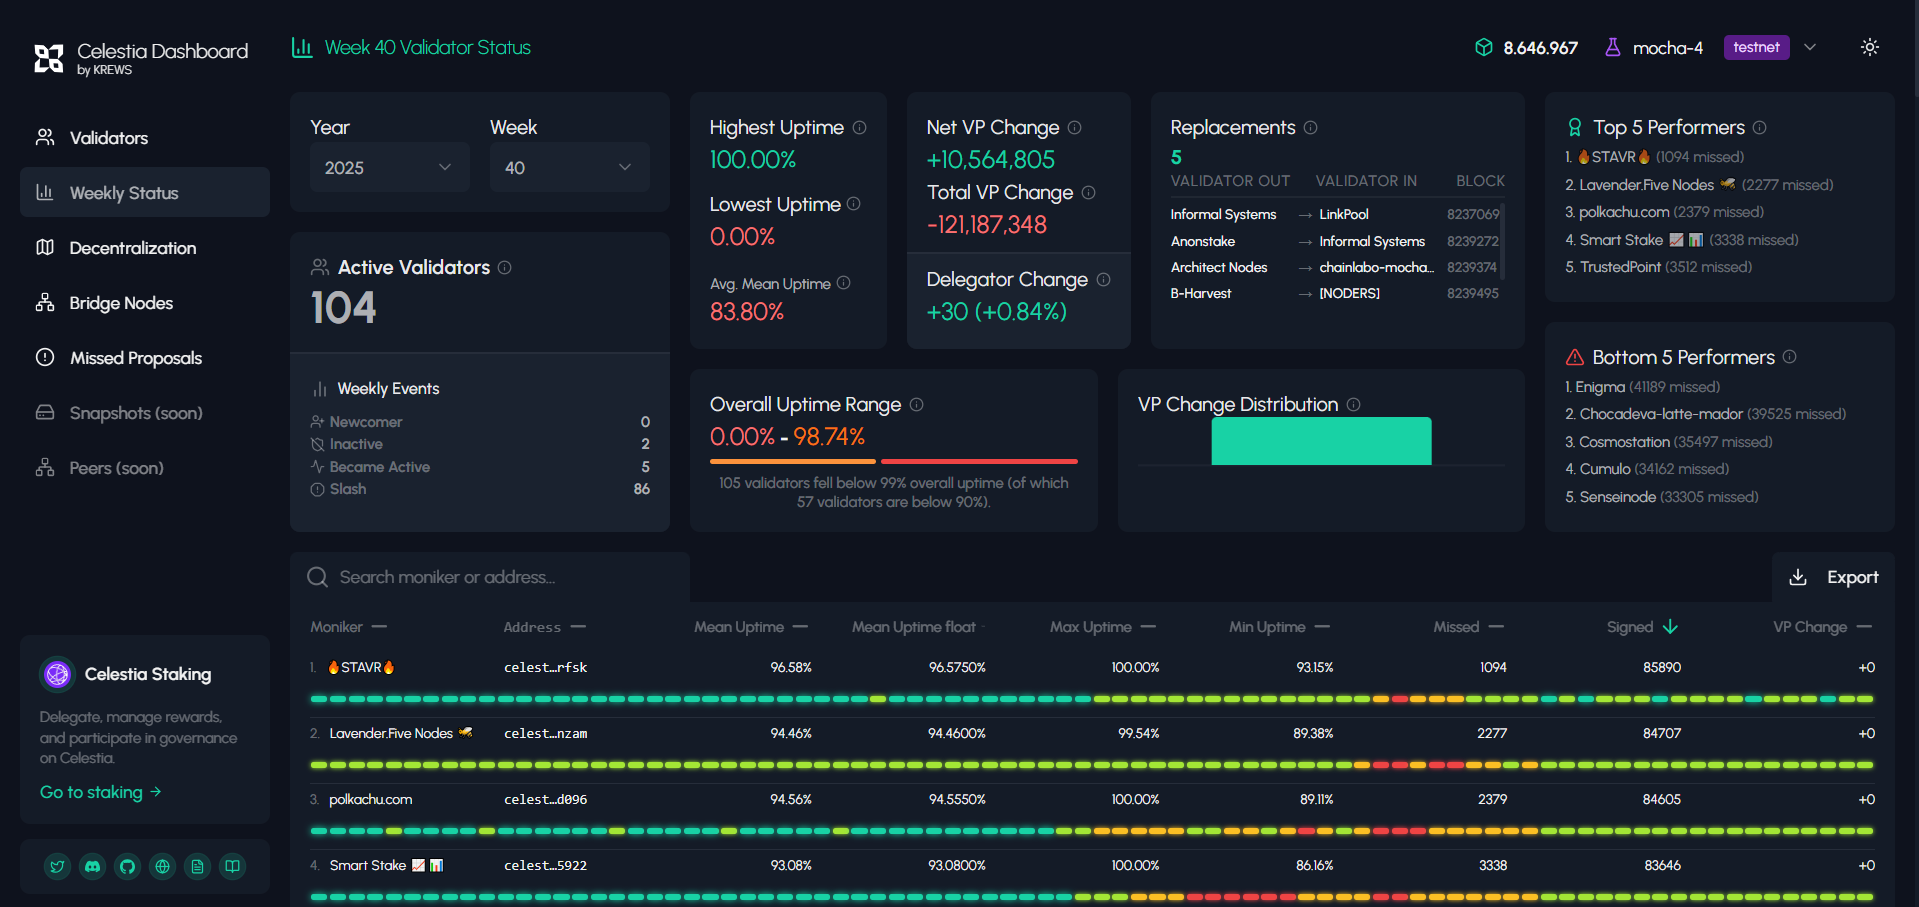 Celestia Dashboard
by KREWS
Validators
Weekly Status
Decentralization
Bridge Nodes
Missed Proposals
Snapshots (soon)
Peers (soon)
Celestia Staking
Delegate, manage rewards,
and participate in governance
on Celestia.
Go to staking →
Week 40 Validator Status
8.646.967
mocha-4
testnet
Year
Week
2025
40
Active Validators
104
Weekly Events
Newcomer 0
Inactive 2
Became Active 5
Slash 86
Highest Uptime
100.00%
Lowest Uptime
0.00%
Avg. Mean Uptime
83.80%
Net VP Change
+10,564,805
Total VP Change
-121,187,348
Delegator Change
+30 (+0.84%)
Replacements
5
VALIDATOR OUT VALIDATOR IN BLOCK
Informal Systems → LinkPool 8237069
Anonstake → Informal Systems 8239272
Architect Nodes → chainlabo-mocha... 8239374
B-Harvest → [NODERS] 8239495
Top 5 Performers
1. 🔥STAVR🔥 (1094 missed)
2. Lavender.Five Nodes 🐝 (2277 missed)
3. polkachu.com (2379 missed)
4. Smart Stake 📈📊 (3338 missed)
5. TrustedPoint (3512 missed)
Overall Uptime Range
0.00% - 98.74%
105 validators fell below 99% overall uptime (of which
57 validators are below 90%).
VP Change Distribution
Bottom 5 Performers
1. Enigma (41189 missed)
2. Chocadeva-latte-mador (39525 missed)
3. Cosmostation (35497 missed)
4. Cumulo (34162 missed)
5. Senseinode (33305 missed)
Search moniker or address...
Export
Moniker Address Mean Uptime Mean Uptime float Max Uptime Min Uptime Missed Signed VP Change
1. 🔥STAVR🔥 celest…rfsk 96.58% 96.5750% 100.00% 93.15% 1094 85890 +0
2. Lavender.Five Nodes 🐝 celest…nzam 94.46% 94.4600% 99.54% 89.38% 2277 84707 +0
3. polkachu.com celest…d096 94.56% 94.5550% 100.00% 89.11% 2379 84605 +0
4. Smart Stake 📈📊 celest…5922 93.08% 93.0800% 100.00% 86.16% 3338 83646 +0